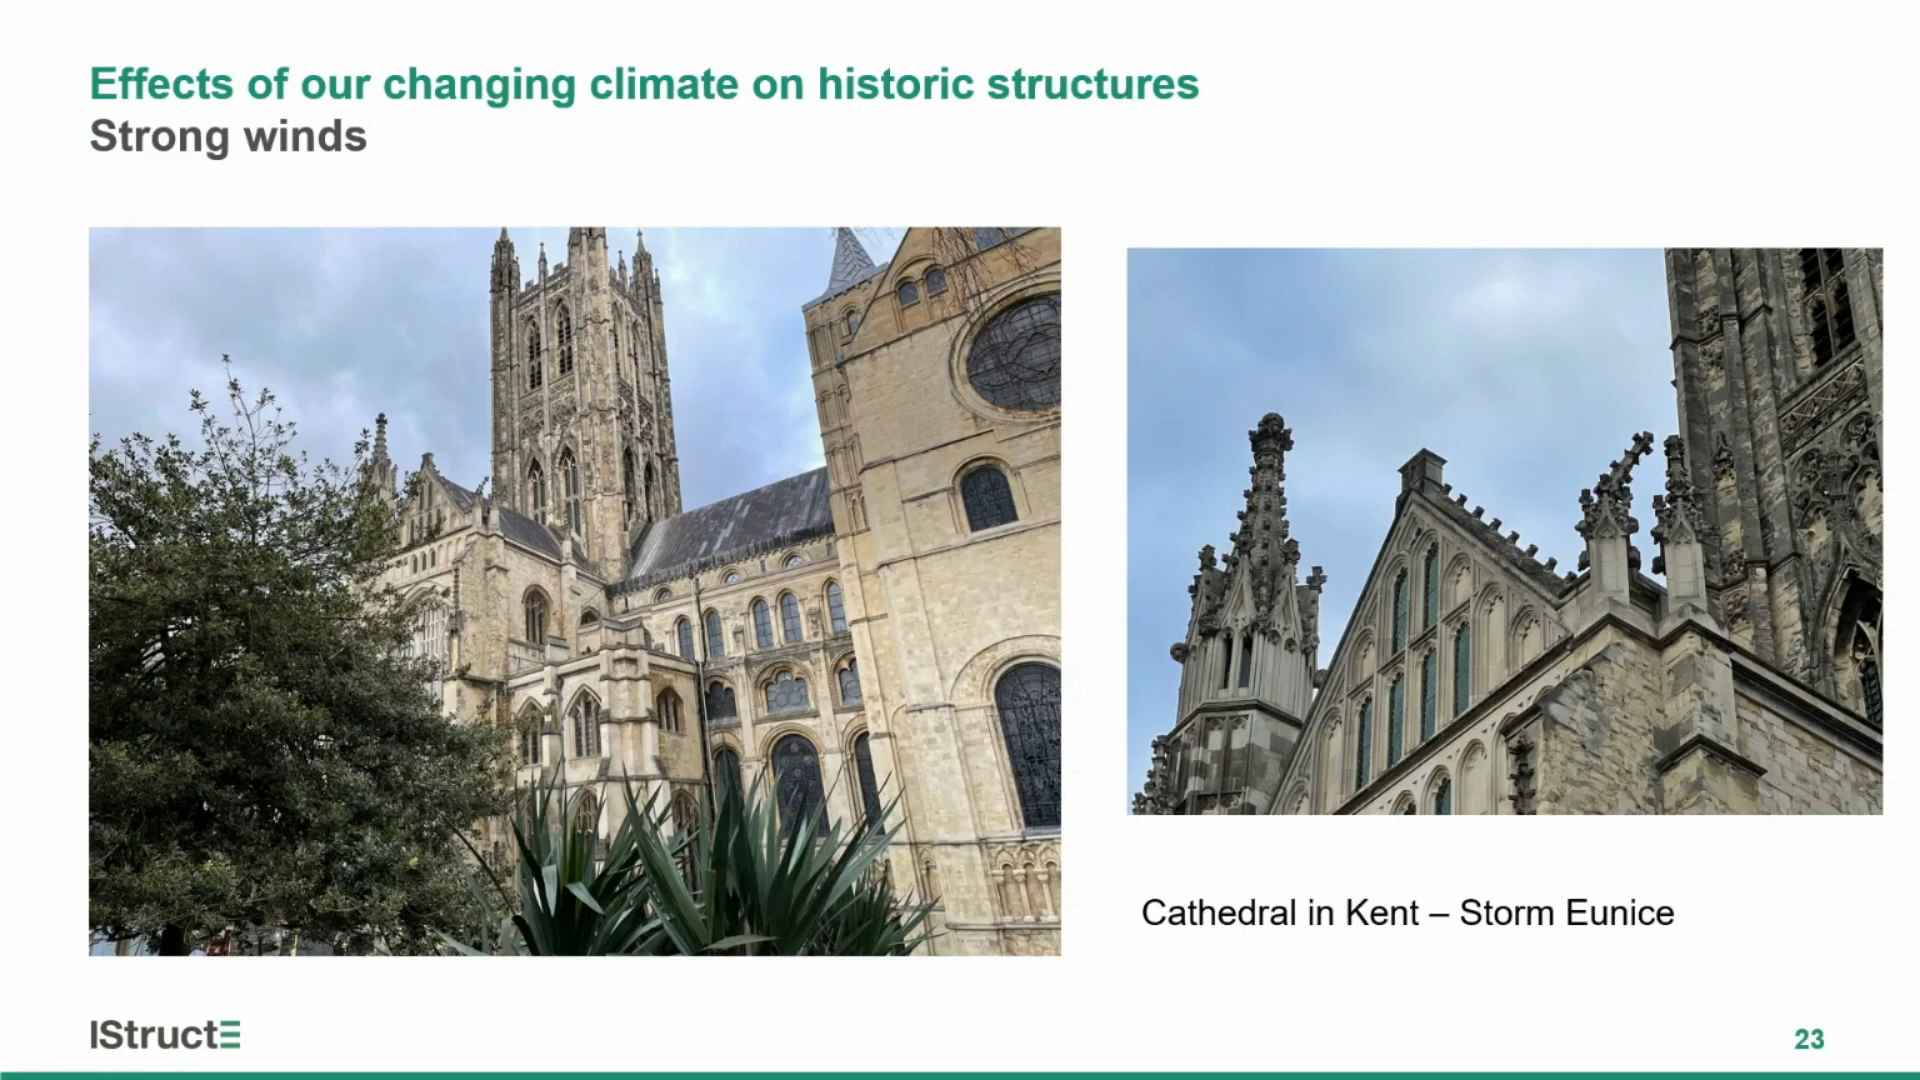 Effects of our changing climate on historic structures
Strong winds
Cathedral in Kent – Storm Eunice
IStructE
23